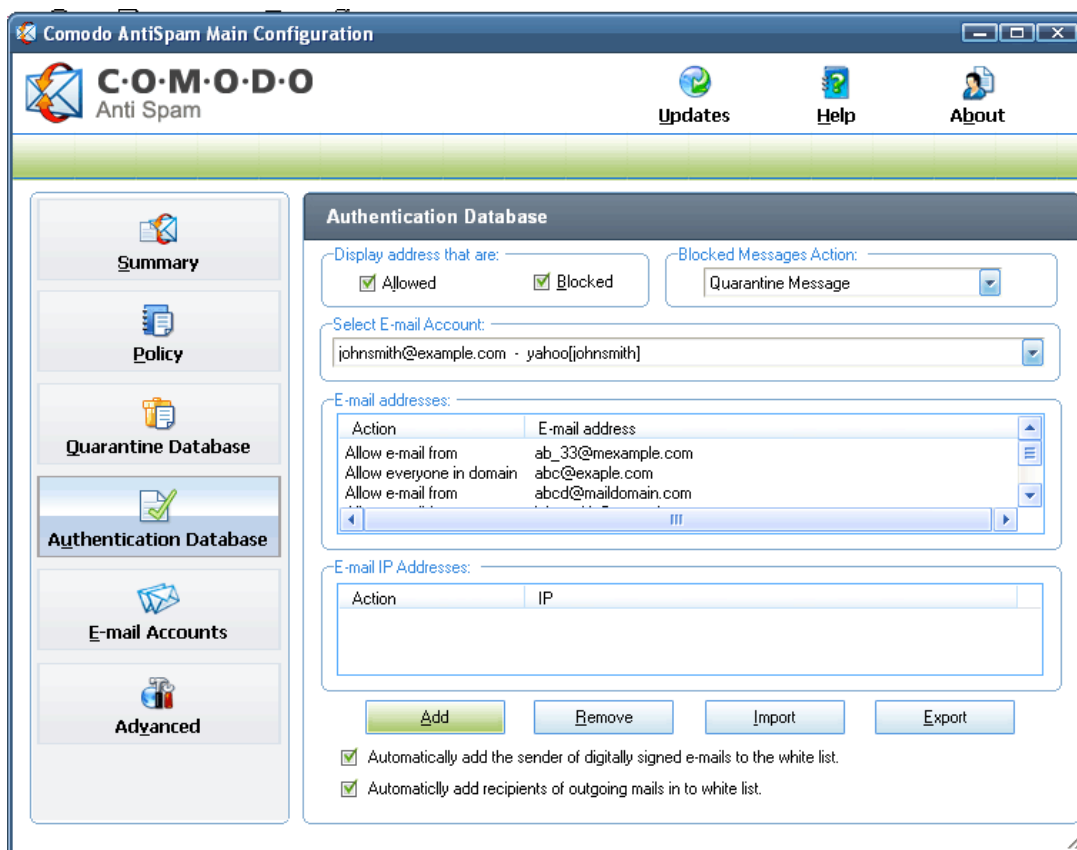 Comodo AntiSpam Main Configuration
C·O·M·O·D·O
Anti Spam
Updates
Help
About
Summary
Policy
Quarantine Database
Authentication Database
E-mail Accounts
Advanced
Authentication Database
Display address that are:
Allowed
Blocked
Blocked Messages Action:
Quarantine Message
Select E-mail Account:
johnsmith@example.com - yahoo[johnsmith]
E-mail addresses:
Action E-mail address
Allow e-mail from ab_33@mexample.com
Allow everyone in domain abc@exaple.com
Allow e-mail from abcd@maildomain.com
E-mail IP Addresses:
Action IP
Add
Remove
Import
Export
Automatically add the sender of digitally signed e-mails to the white list.
Automaticlly add recipients of outgoing mails in to white list.